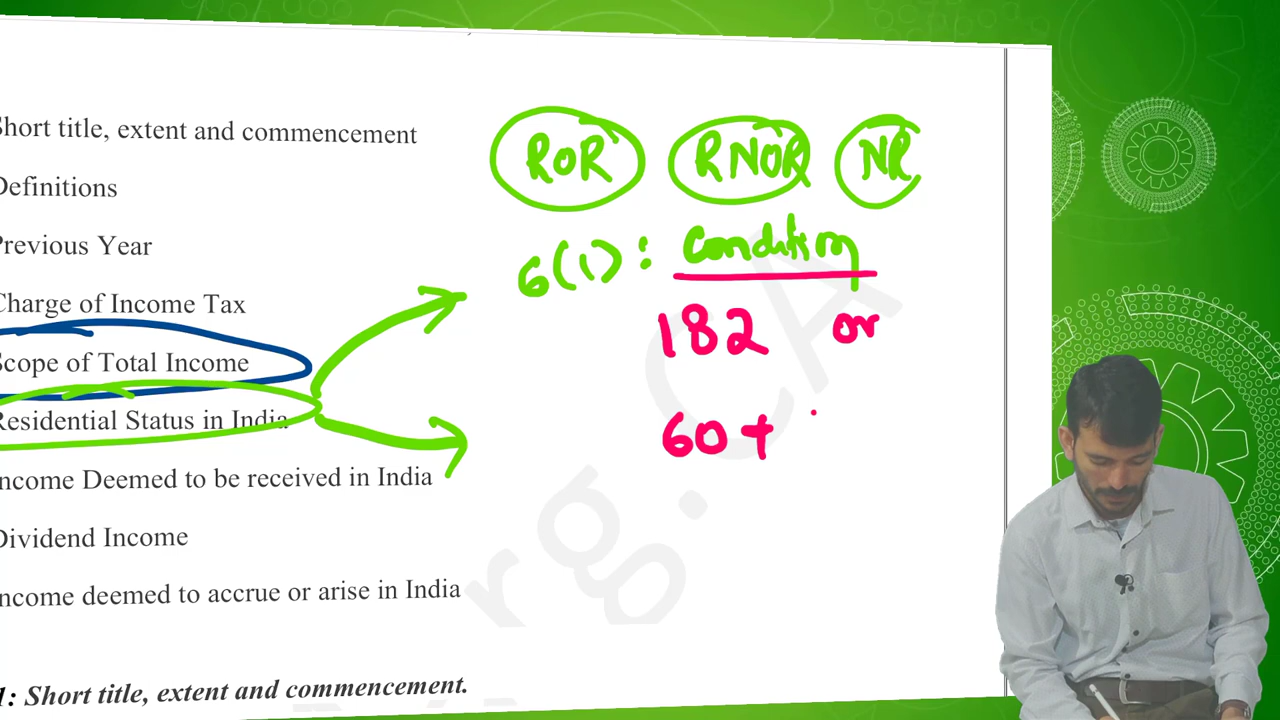 Short title, extent and commencement
Definitions
Previous Year
Charge of Income Tax
Scope of Total Income
Residential Status in India
Income Deemed to be received in India
Dividend Income
Income deemed to accrue or arise in India
1: Short title, extent and commencement.
ROR RNOR NR
6(1): Condition
182 or
60+
rg.CA